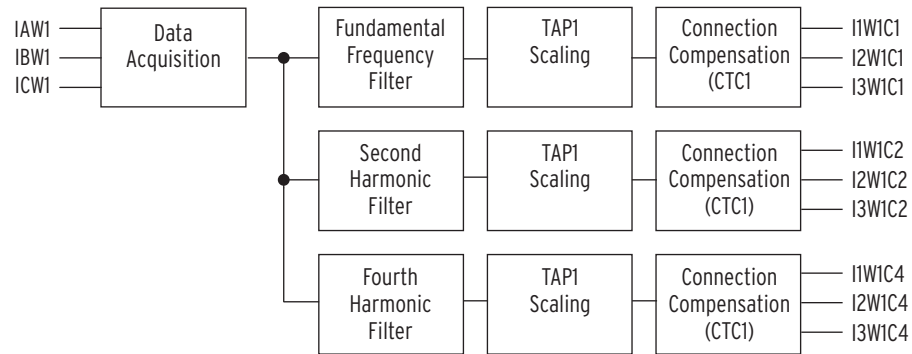 IAW1
IBW1
ICW1
Data
Acquisition
Fundamental
Frequency
Filter
TAP1
Scaling
Connection
Compensation
(CTC1
I1W1C1
I2W1C1
I3W1C1
Second
Harmonic
Filter
TAP1
Scaling
Connection
Compensation
(CTC1)
I1W1C2
I2W1C2
I3W1C2
Fourth
Harmonic
Filter
TAP1
Scaling
Connection
Compensation
(CTC1)
I1W1C4
I2W1C4
I3W1C4